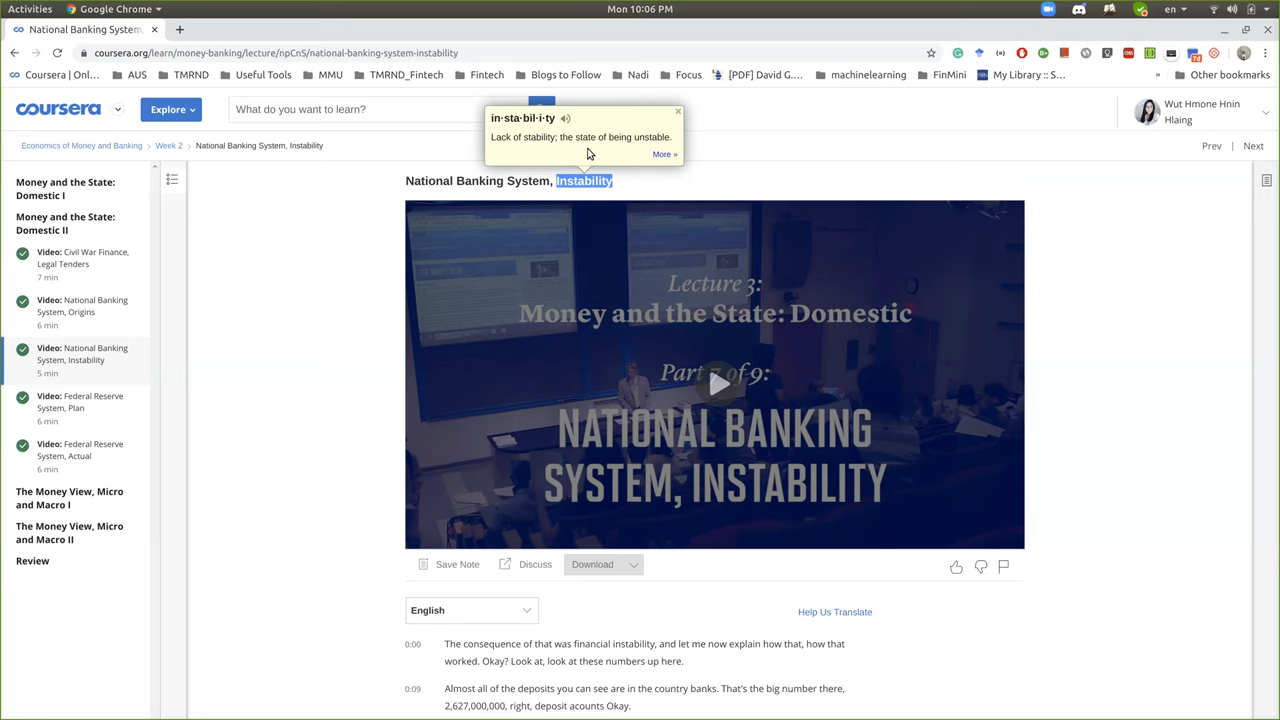 Activities
Google Chrome ▾
Mon 10:06 PM
en ▾
National Banking System,
coursera.org/learn/money-banking/lecture/npCnS/national-banking-system-instability
Coursera | Onl…
AUS
TMRND
Useful Tools
MMU
TMRND_Fintech
Fintech
Blogs to Follow
Nadi
Focus
[PDF] David G.…
machinelearning
FinMini
My Library :: S…
»
Other bookmarks
coursera
Explore
What do you want to learn?
Wut Hmone Hnin
Hlaing
in·sta·bil·i·ty
Lack of stability; the state of being unstable.
More »
Economics of Money and Banking › Week 2 › National Banking System, Instability
Prev | Next
Money and the State:
Domestic I
Money and the State:
Domestic II
Video: Civil War Finance,
Legal Tenders
7 min
Video: National Banking
System, Origins
6 min
Video: National Banking
System, Instability
5 min
Video: Federal Reserve
System, Plan
6 min
Video: Federal Reserve
System, Actual
6 min
The Money View, Micro
and Macro I
The Money View, Micro
and Macro II
Review
National Banking System, Instability
Lecture 3:
Money and the State: Domestic
Part 7 of 9:
NATIONAL BANKING
SYSTEM, INSTABILITY
Save Note
Discuss
Download
English
Help Us Translate
0:00 The consequence of that was financial instability, and let me now explain how that, how that
worked. Okay? Look at, look at these numbers up here.
0:09 Almost all of the deposits you can see are in the country banks. That's the big number there,
2,627,000,000, right, deposit acounts Okay.